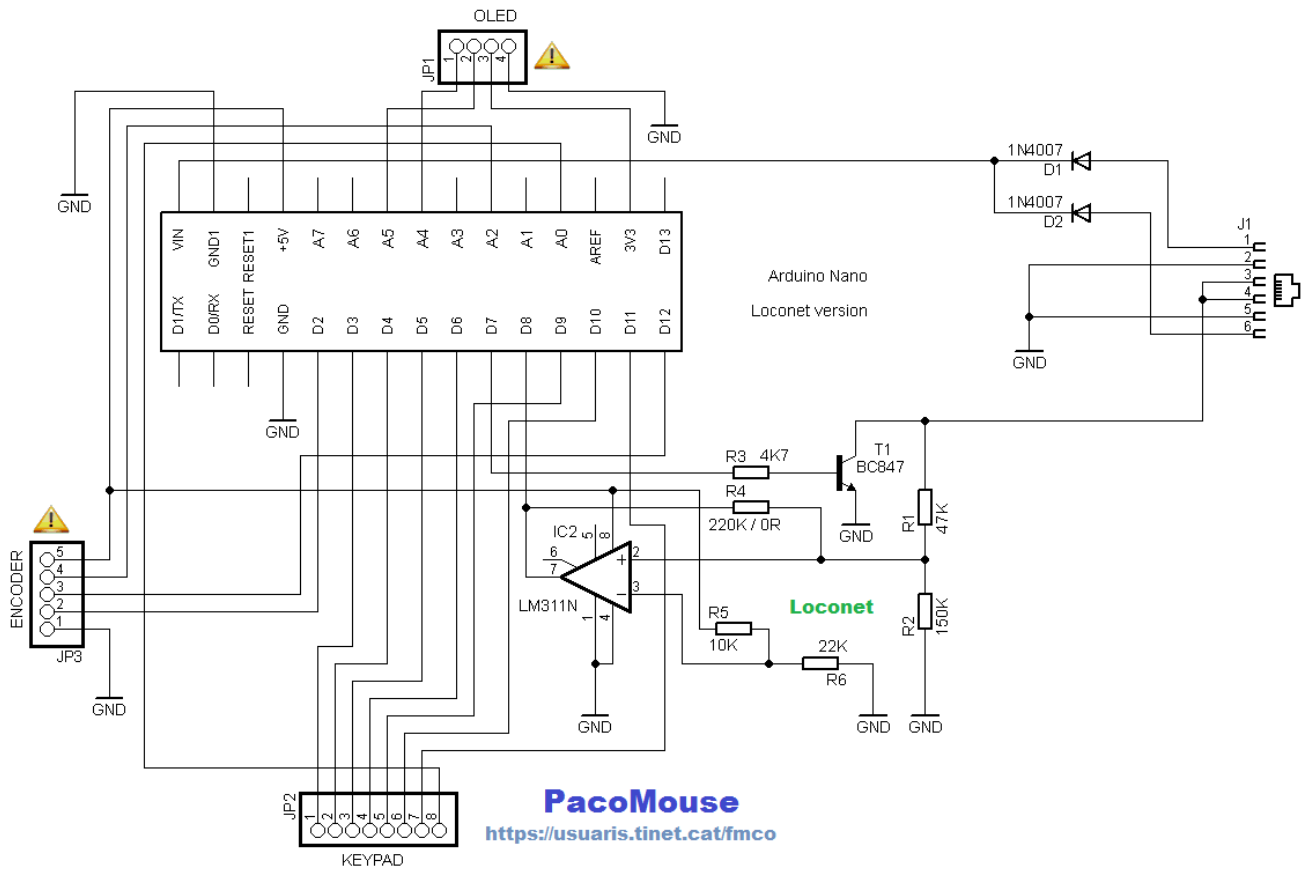 OLED
JP1
1 2 3 4
GND
GND
1N4007
D1
1N4007
D2
J1
1
2
3
4
5
6
VIN GND1 RESET1 +5V A7 A6 A5 A4 A3 A2 A1 A0 AREF 3V3 D13
D1/TX D0/RX RESET GND D2 D3 D4 D5 D6 D7 D8 D9 D10 D11 D12
Arduino Nano
Loconet version
GND
GND
R3 4K7
T1
BC847
R4
220K / 0R
GND
R1 47K
IC2
5 8
6
7
+ 2
− 3
LM311N
1 4
Loconet
R5
10K
22K
R6
R2 150K
GND
GND
GND
ENCODER
5
4
3
2
1
JP3
GND
JP2
1 2 3 4 5 6 7 8
KEYPAD
PacoMouse
https://usuaris.tinet.cat/fmco